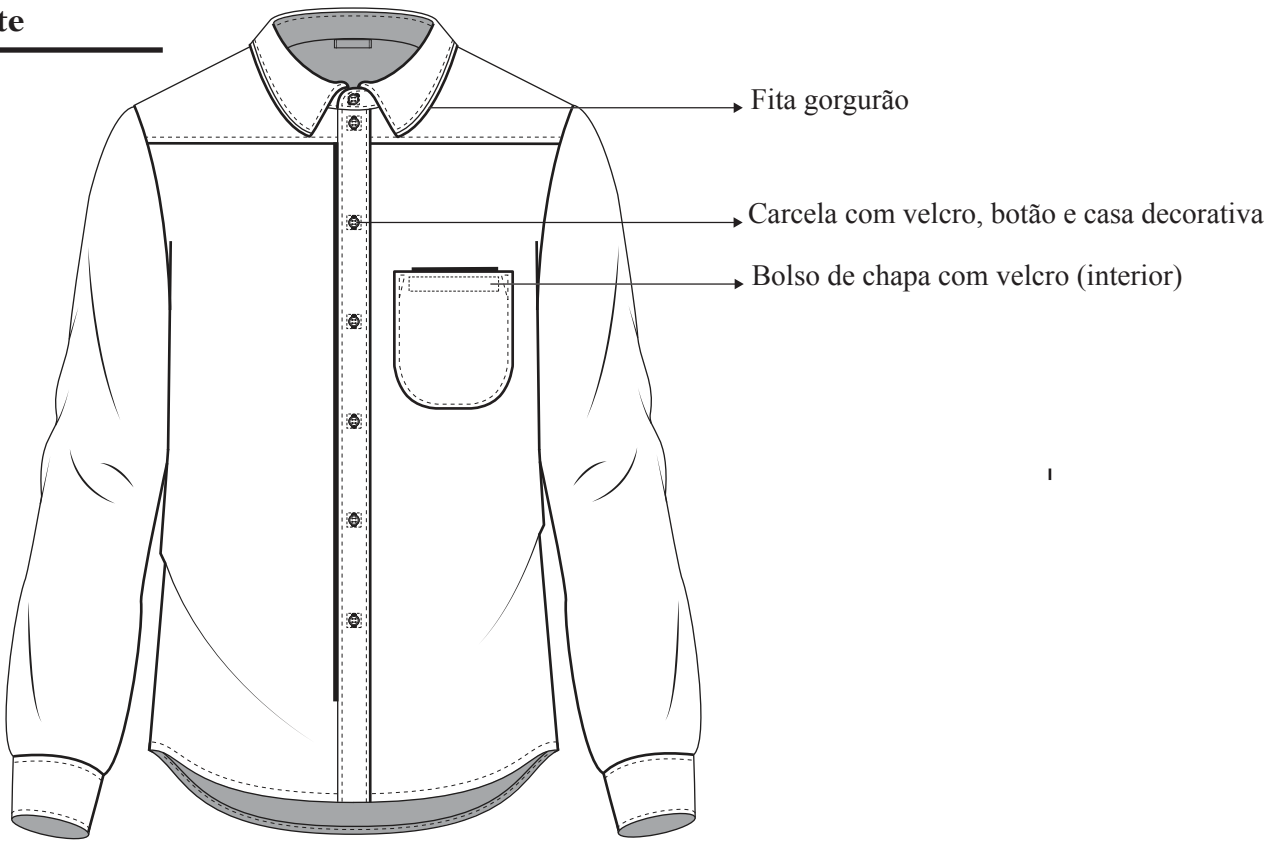 te
Fita gorgurão
Carcela com velcro, botão e casa decorativa
Bolso de chapa com velcro (interior)